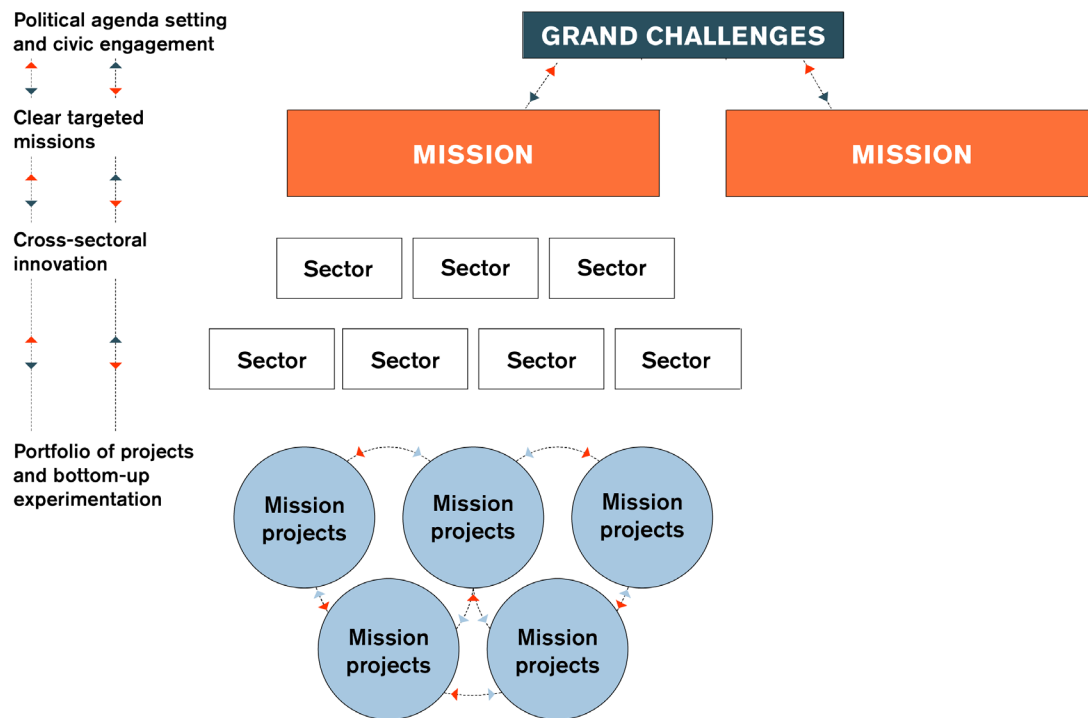 Political agenda setting
and civic engagement
GRAND CHALLENGES
Clear targeted
missions
MISSION
MISSION
Cross-sectoral
innovation
Sector
Sector
Sector
Sector
Sector
Sector
Sector
Portfolio of projects
and bottom-up
experimentation
Mission
projects
Mission
projects
Mission
projects
Mission
projects
Mission
projects